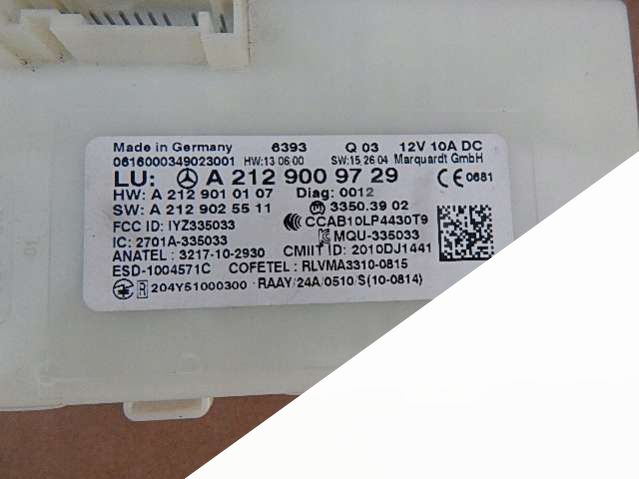 Made in Germany 6393 Q 03 12V 10A DC
0616000349023001 HW:13 06 00 SW:15 26 04 Marquardt GmbH
LU: A 212 900 97 29 CE 0681
HW: A 212 901 01 07 Diag: 0012
SW: A 212 902 55 11 3350.39 02
FCC ID: IYZ335033 CCAB10LP4430T9
IC: 2701A-335033 MQU-335033
ANATEL : 3217-10-2930 CMIIT ID: 2010DJ1441
ESD-1004571C COFETEL : RLVMA3310-0815
R 204Y51000300 · RAAY/24A/0510/S(10-0814)